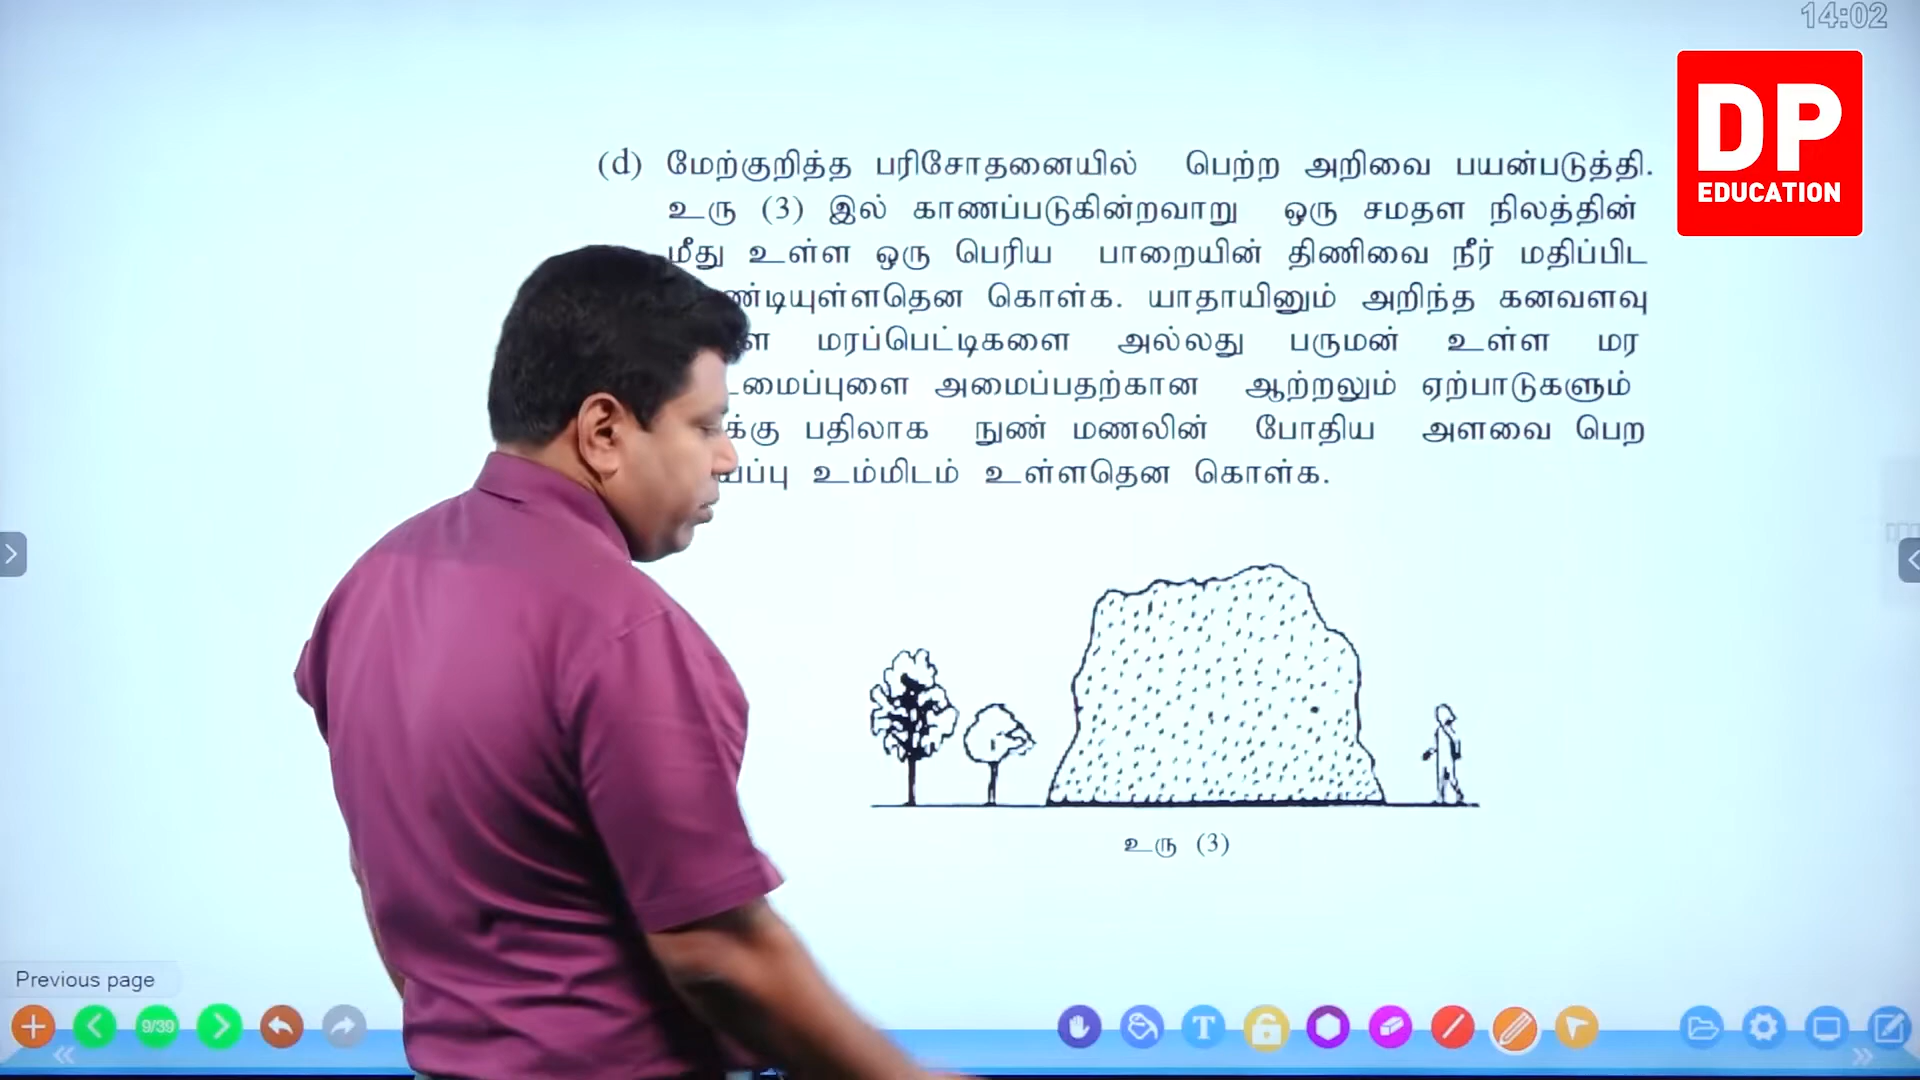 14:02
DP
EDUCATION
(d) மேற்குறித்த பரிசோதனையில் பெற்ற அறிவை பயன்படுத்தி.
உரு (3) இல் காணப்படுகின்றவாறு ஒரு சமதள நிலத்தின்
மீது உள்ள ஒரு பெரிய பாறையின் திணிவை நீர் மதிப்பிட
ண்டியுள்ளதென கொள்க. யாதாயினும் அறிந்த கனவளவு
ள மரப்பெட்டிகளை அல்லது பருமன் உள்ள மர
டமைப்புளை அமைப்பதற்கான ஆற்றலும் ஏற்பாடுகளும்
க்கு பதிலாக நுண் மணலின் போதிய அளவை பெற
ய்ப்பு உம்மிடம் உள்ளதென கொள்க.
உரு (3)
Previous page
9/39
T